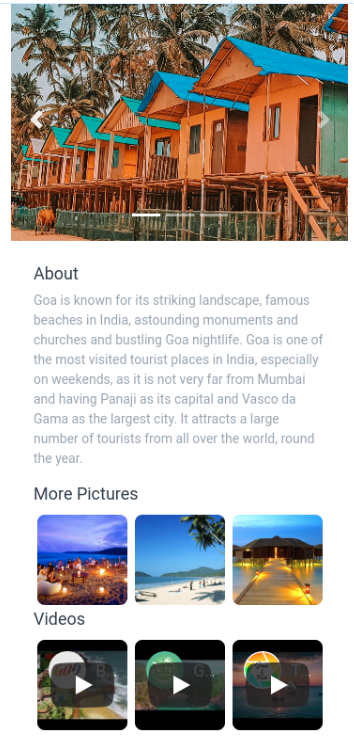 About
Goa is known for its striking landscape, famous
beaches in India, astounding monuments and
churches and bustling Goa nightlife. Goa is one of
the most visited tourist places in India, especially
on weekends, as it is not very far from Mumbai
and having Panaji as its capital and Vasco da
Gama as the largest city. It attracts a large
number of tourists from all over the world, round
the year.
More Pictures
Videos
B...
G...
T...